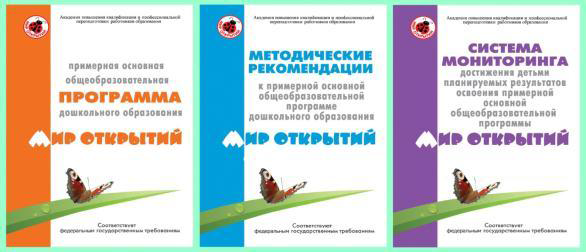 Академия повышения квалификации и профессиональной
переподготовки работников образования
примерная основная
общеобразовательная
ПРОГРАММА
дошкольного образования
МИР ОТКРЫТИЙ
Соответствует
федеральным государственным требованиям
Академия повышения квалификации и профессиональной
переподготовки работников образования
МЕТОДИЧЕСКИЕ
РЕКОМЕНДАЦИИ
к примерной основной
общеобразовательной
программе
дошкольного образования
МИР ОТКРЫТИЙ
Соответствует
федеральным государственным требованиям
Академия повышения квалификации и профессиональной
переподготовки работников образования
СИСТЕМА
МОНИТОРИНГА
достижения детьми
планируемых результатов
освоения примерной
основной
общеобразовательной
программы
МИР ОТКРЫТИЙ
Соответствует
федеральным государственным требованиям